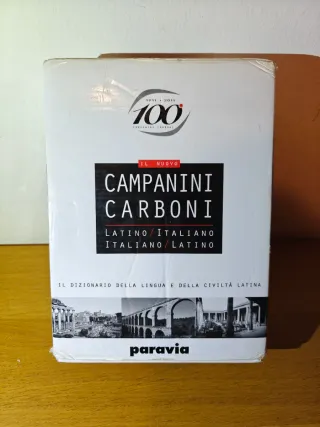 100
IL NUOVO
CAMPANINI
CARBONI
LATINO/ITALIANO
ITALIANO/LATINO
IL DIZIONARIO DELLA LINGUA E DELLA CIVILTÀ LATINA
paravia